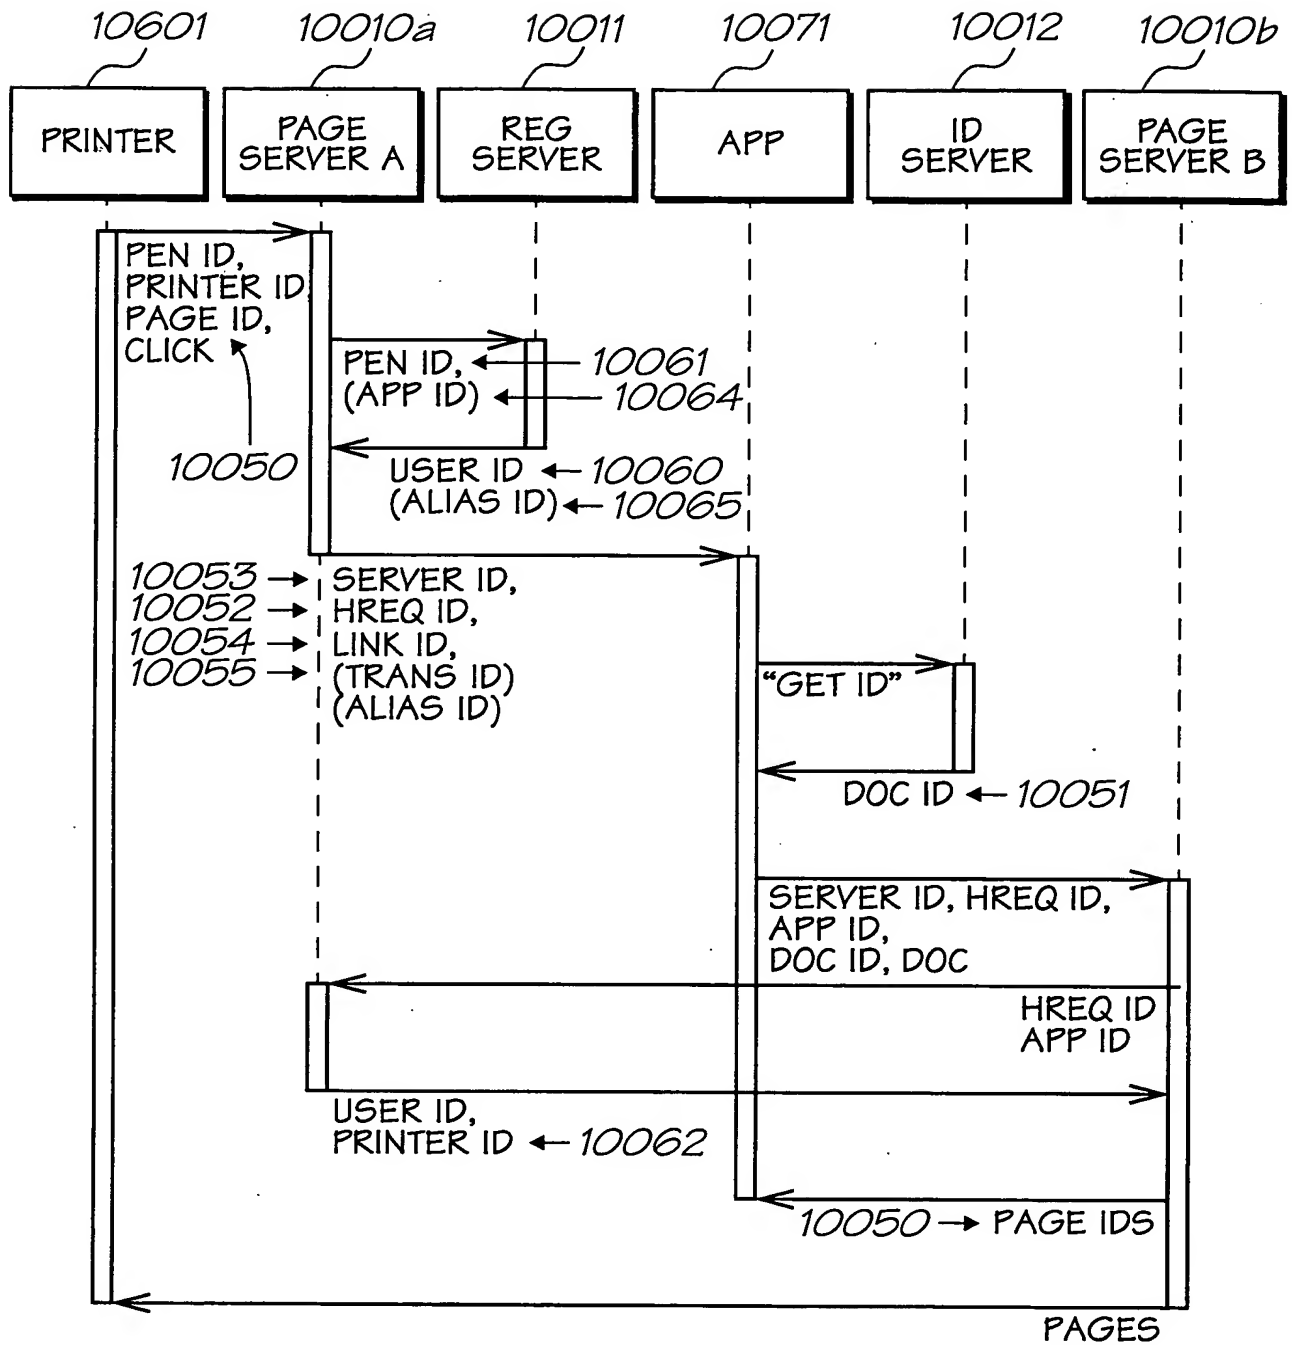 10601 10010a 10011 10071 10012 10010b
PRINTER
PAGE
SERVER A
REG
SERVER
APP
ID
SERVER
PAGE
SERVER B
PEN ID,
PRINTER ID
PAGE ID,
CLICK
10050
PEN ID, 10061
(APP ID) 10064
USER ID 10060
(ALIAS ID) 10065
10053 SERVER ID,
10052 HREQ ID,
10054 LINK ID,
10055 (TRANS ID)
(ALIAS ID)
“GET ID”
DOC ID 10051
SERVER ID, HREQ ID,
APP ID,
DOC ID, DOC
HREQ ID
APP ID
USER ID,
PRINTER ID 10062
10050 PAGE IDS
PAGES